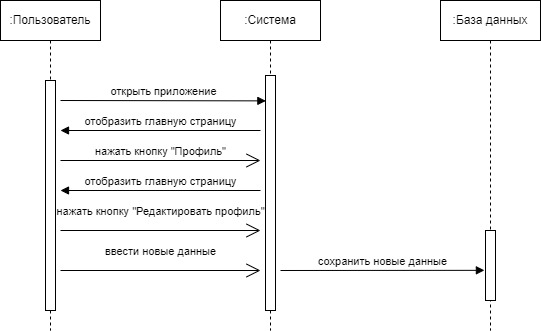 :Пользователь
:Система
:База данных
открыть приложение
отобразить главную страницу
нажать кнопку "Профиль"
отобразить главную страницу
нажать кнопку "Редактировать профиль"
ввести новые данные
сохранить новые данные